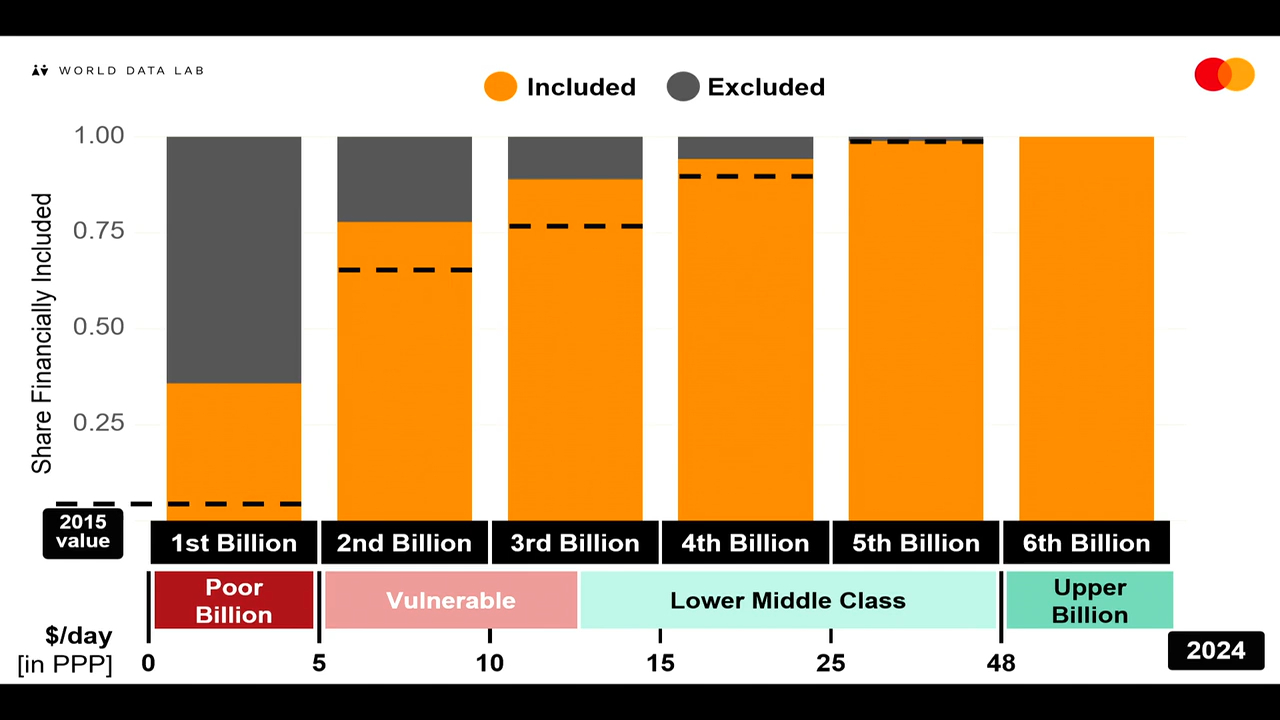 WORLD DATA LAB
Included
Excluded
Share Financially Included
1.00
0.75
0.50
0.25
2015
value
1st Billion
2nd Billion
3rd Billion
4th Billion
5th Billion
6th Billion
Poor
Billion
Vulnerable
Lower Middle Class
Upper
Billion
$/day
[in PPP]
0
5
10
15
25
48
2024